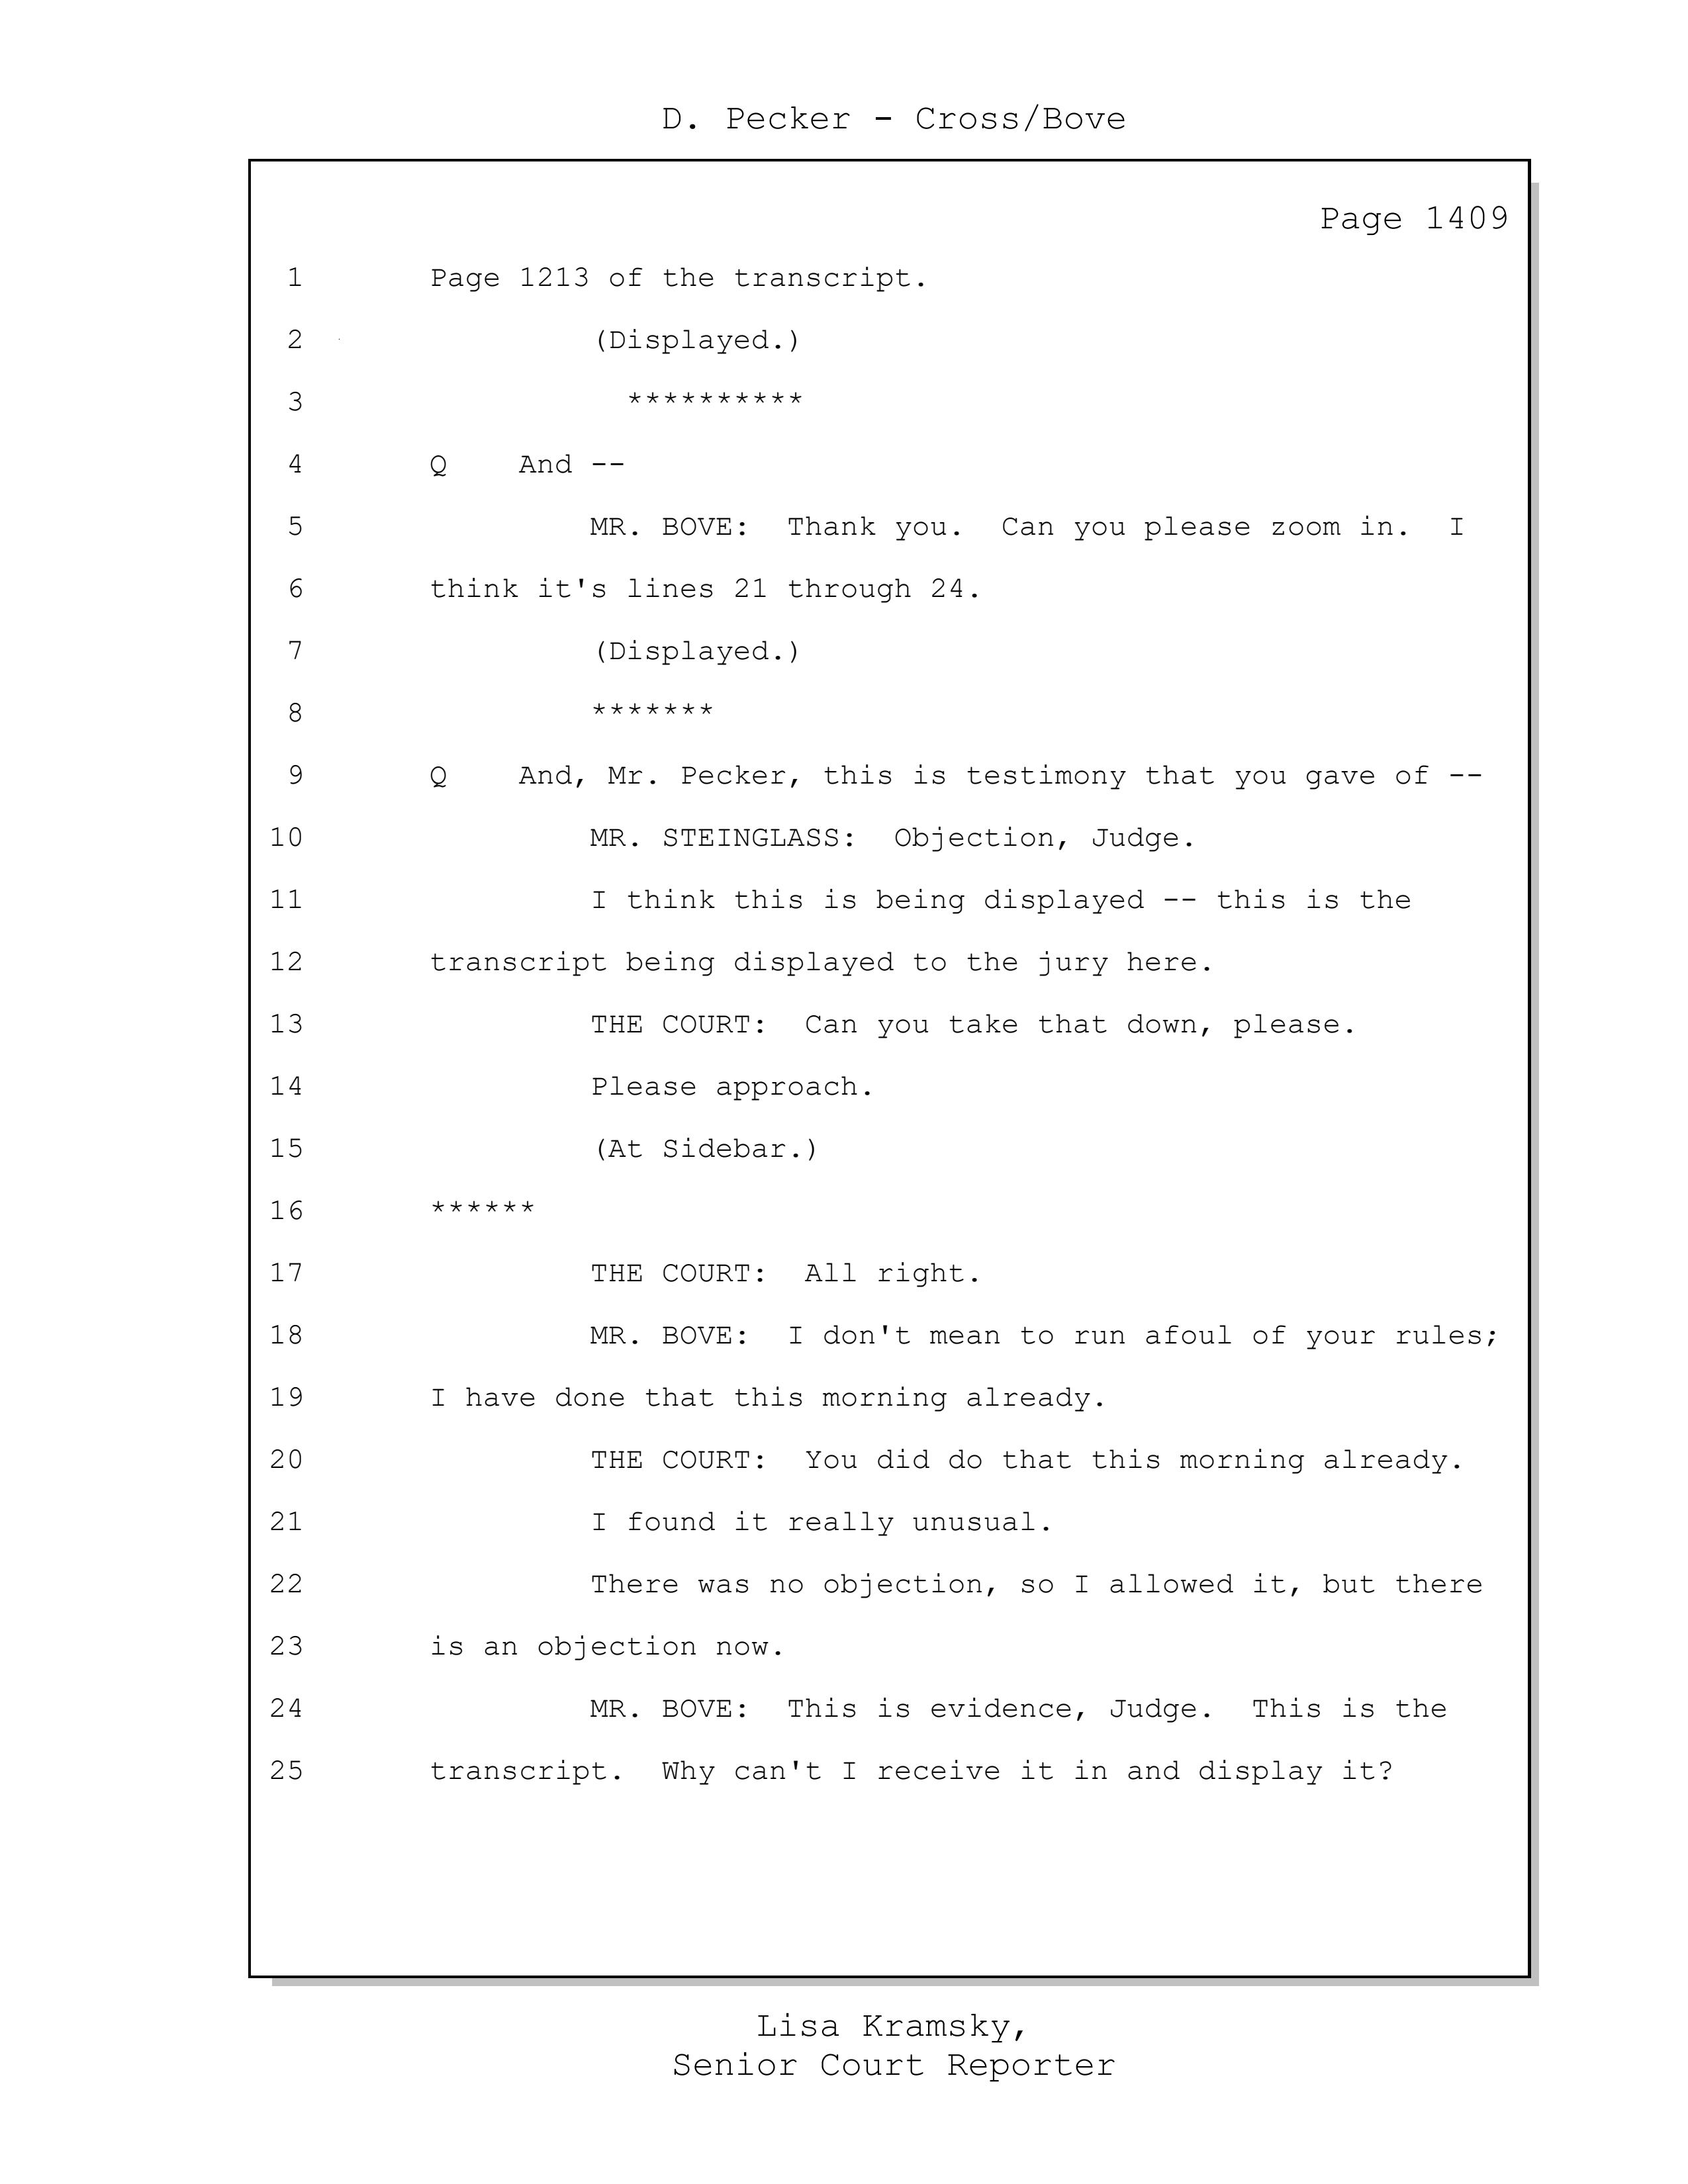 D. Pecker - Cross/Bove
Page 1409
1 Page 1213 of the transcript.
2 (Displayed.)
3 **********
4 Q And --
5 MR. BOVE: Thank you. Can you please zoom in. I
6 think it's lines 21 through 24.
7 (Displayed.)
8 *******
9 Q And, Mr. Pecker, this is testimony that you gave of --
10 MR. STEINGLASS: Objection, Judge.
11 I think this is being displayed -- this is the
12 transcript being displayed to the jury here.
13 THE COURT: Can you take that down, please.
14 Please approach.
15 (At Sidebar.)
16 ******
17 THE COURT: All right.
18 MR. BOVE: I don't mean to run afoul of your rules;
19 I have done that this morning already.
20 THE COURT: You did do that this morning already.
21 I found it really unusual.
22 There was no objection, so I allowed it, but there
23 is an objection now.
24 MR. BOVE: This is evidence, Judge. This is the
25 transcript. Why can't I receive it in and display it?
Lisa Kramsky,
Senior Court Reporter